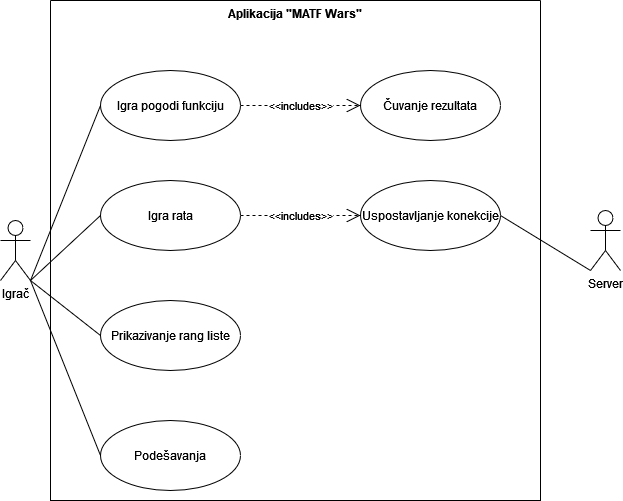 Aplikacija "MATF Wars"
Igra pogodi funkciju
<<includes>>
Čuvanje rezultata
Igra rata
<<includes>>
Uspostavljanje konekcije
Igrač
Server
Prikazivanje rang liste
Podešavanja